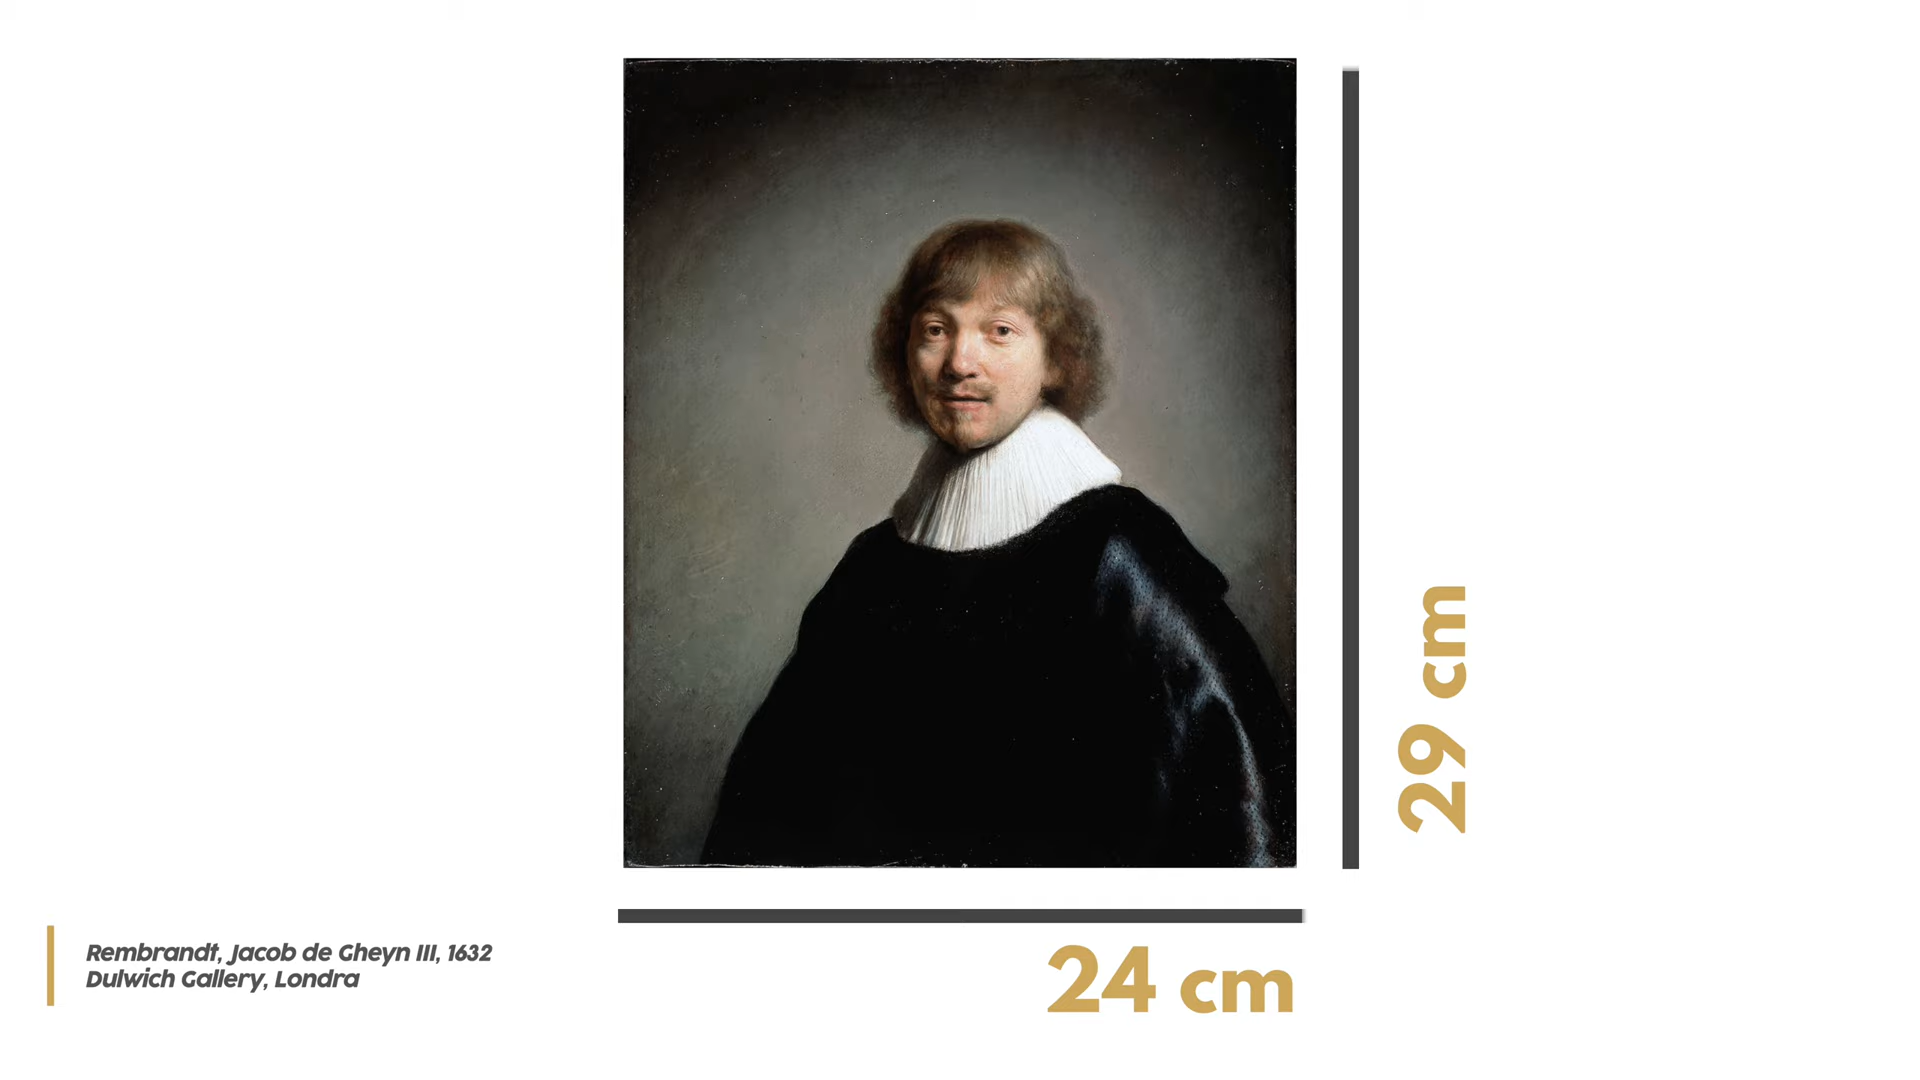 29 cm
24 cm
Rembrandt, Jacob de Gheyn III, 1632
Dulwich Gallery, Londra